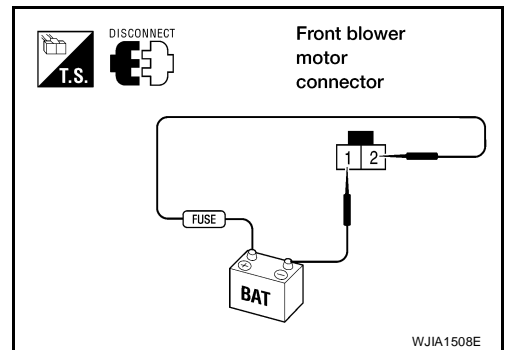 DISCONNECT
T.S.
Front blower
motor
connector
1 2
FUSE
+ -
BAT
WJIA1508E